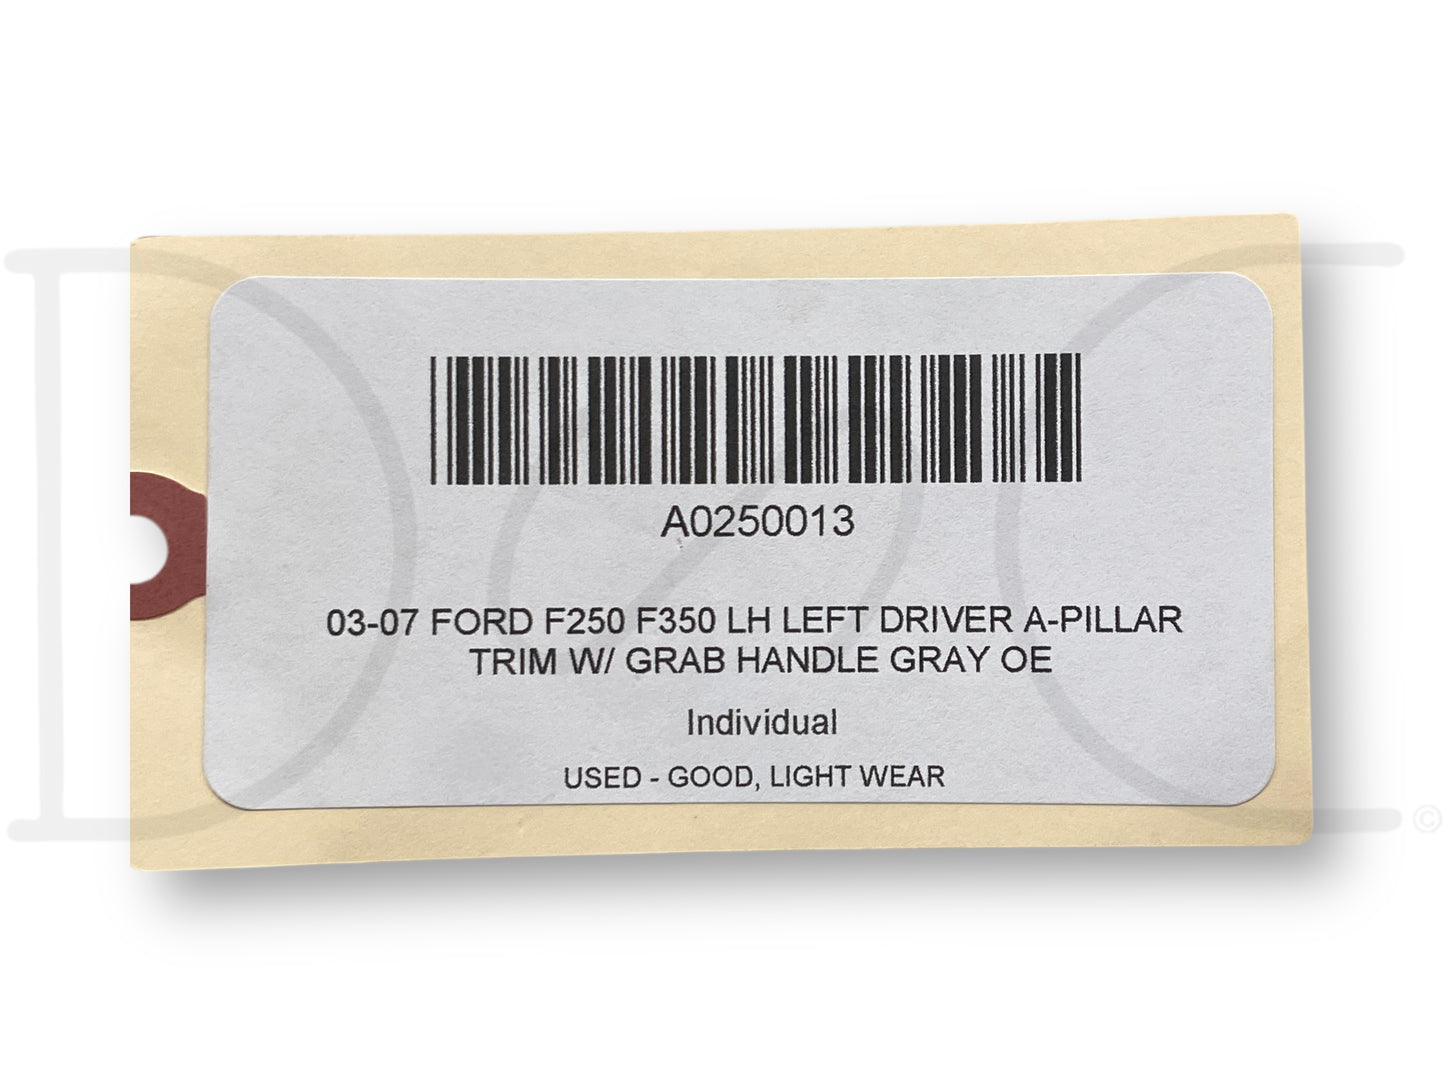 A0250013
03-07 FORD F250 F350 LH LEFT DRIVER A-PILLAR
TRIM W/ GRAB HANDLE GRAY OE
Individual
USED - GOOD, LIGHT WEAR
©